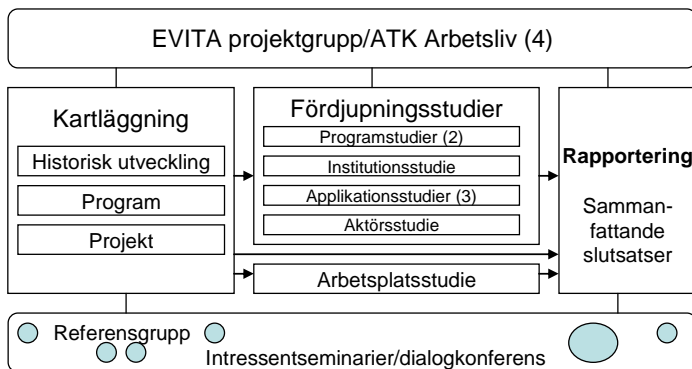 EVITA projektgrupp/ATK Arbetsliv (4)
Kartläggning
Historisk utveckling
Program
Projekt
Fördjupningsstudier
Programstudier (2)
Institutionsstudie
Applikationsstudier (3)
Aktörsstudie
Arbetsplatsstudie
Rapportering
Samman-
fattande
slutsatser
Referensgrupp
Intressentseminarier/dialogkonferens